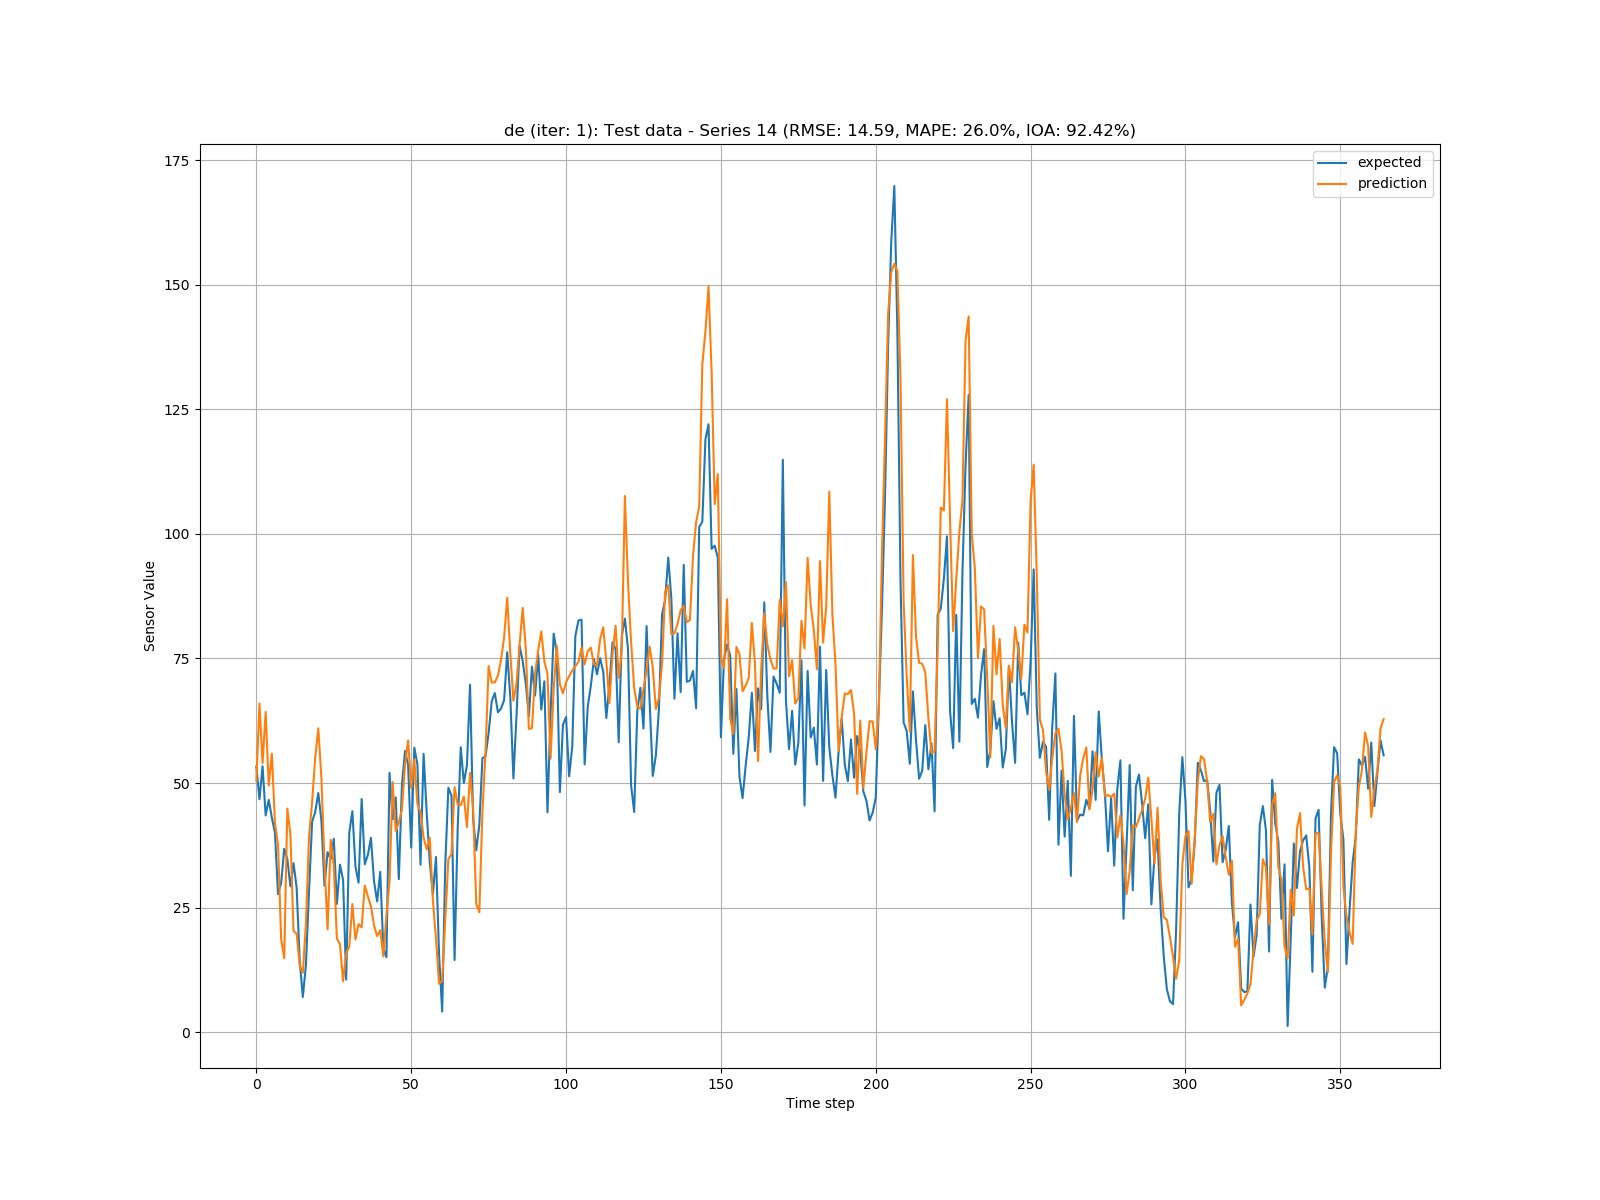 de (iter: 1): Test data - Series 14 (RMSE: 14.59, MAPE: 26.0%, IOA: 92.42%)
expected
prediction
175
150
125
100
75
50
25
0
Sensor Value
0 50 100 150 200 250 300 350
Time step